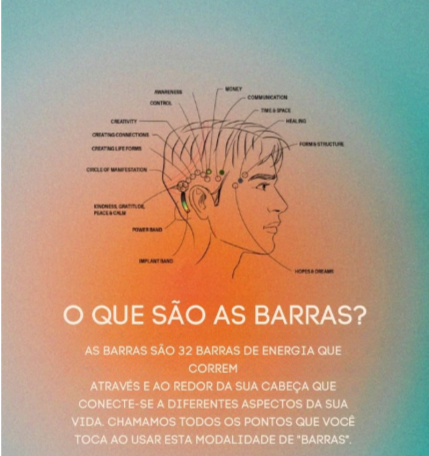 AWARENESS
MONEY
CONTROL
COMMUNICATION
TIME & SPACE
CREATIVITY
HEALING
CREATING CONNECTIONS
FORM & STRUCTURE
CREATING LIFE FORMS
CIRCLE OF MANIFESTATION
KINDNESS, GRATITUDE,
PEACE & CALM
POWER BAND
IMPLANT BAND
HOPES & DREAMS
O QUE SÃO AS BARRAS?
AS BARRAS SÃO 32 BARRAS DE ENERGIA QUE
CORREM
ATRAVÉS E AO REDOR DA SUA CABEÇA QUE
CONECTE-SE A DIFERENTES ASPECTOS DA SUA
VIDA. CHAMAMOS TODOS OS PONTOS QUE VOCÊ
TOCA AO USAR ESTA MODALIDADE DE "BARRAS".